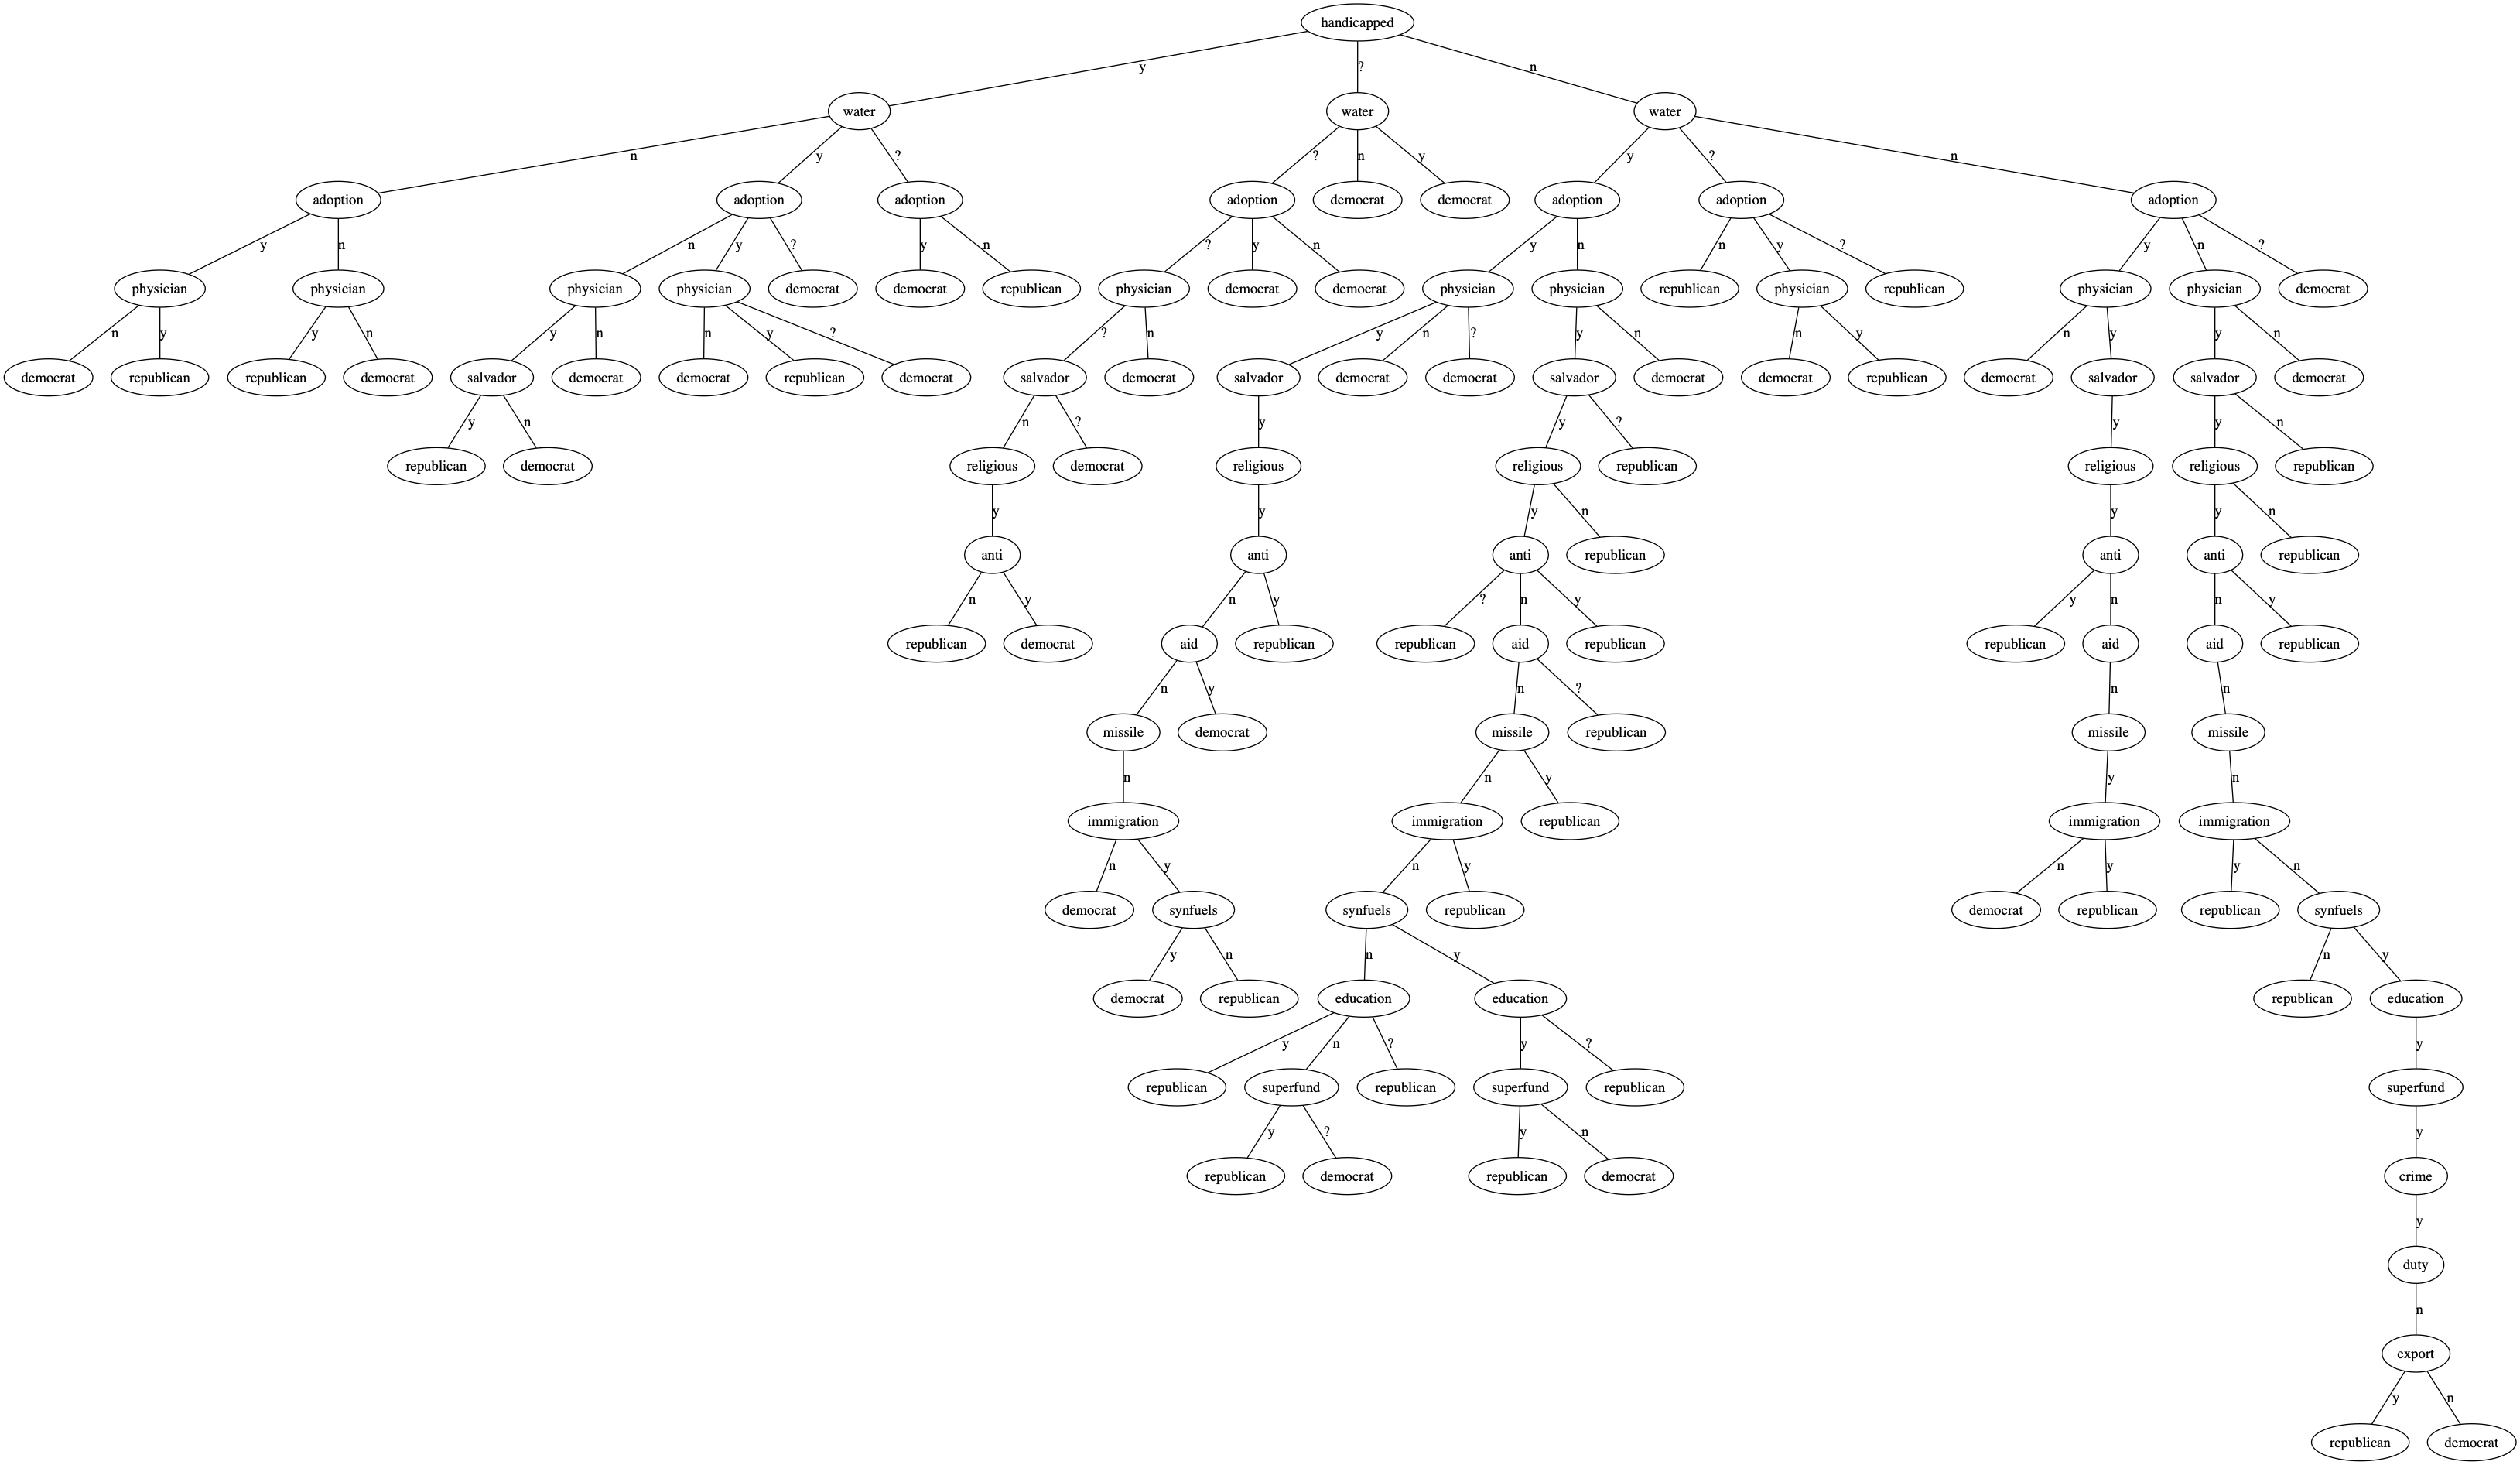 handicapped
y ? n
water water water
n y ? ? n y y ? n
adoption adoption adoption adoption democrat democrat adoption adoption adoption
y n n y ? y n ? y n y n n y ? y n ?
physician physician physician physician democrat democrat republican physician democrat democrat physician physician republican physician republican physician physician democrat
n y y n y n n y ? ? n y n ? y n n y n y y n
democrat republican republican democrat salvador democrat democrat republican democrat salvador democrat salvador democrat democrat salvador democrat democrat republican democrat salvador salvador democrat
y n n ? y y ? y y n
republican democrat religious democrat religious religious republican religious religious republican
y y y n y y n
anti anti anti republican anti anti republican
n y n y ? n y y n n y
republican democrat aid republican republican aid republican republican aid aid republican
n y n ? n n
missile democrat missile republican missile missile
n n y y n
immigration immigration republican immigration immigration
n y n y n y y n
democrat synfuels synfuels republican democrat republican republican synfuels
y n n y n y
democrat republican education education republican education
y n ? y ? y
republican superfund republican superfund republican superfund
y ? y n y
republican democrat republican democrat crime
y
duty
n
export
y n
republican democrat